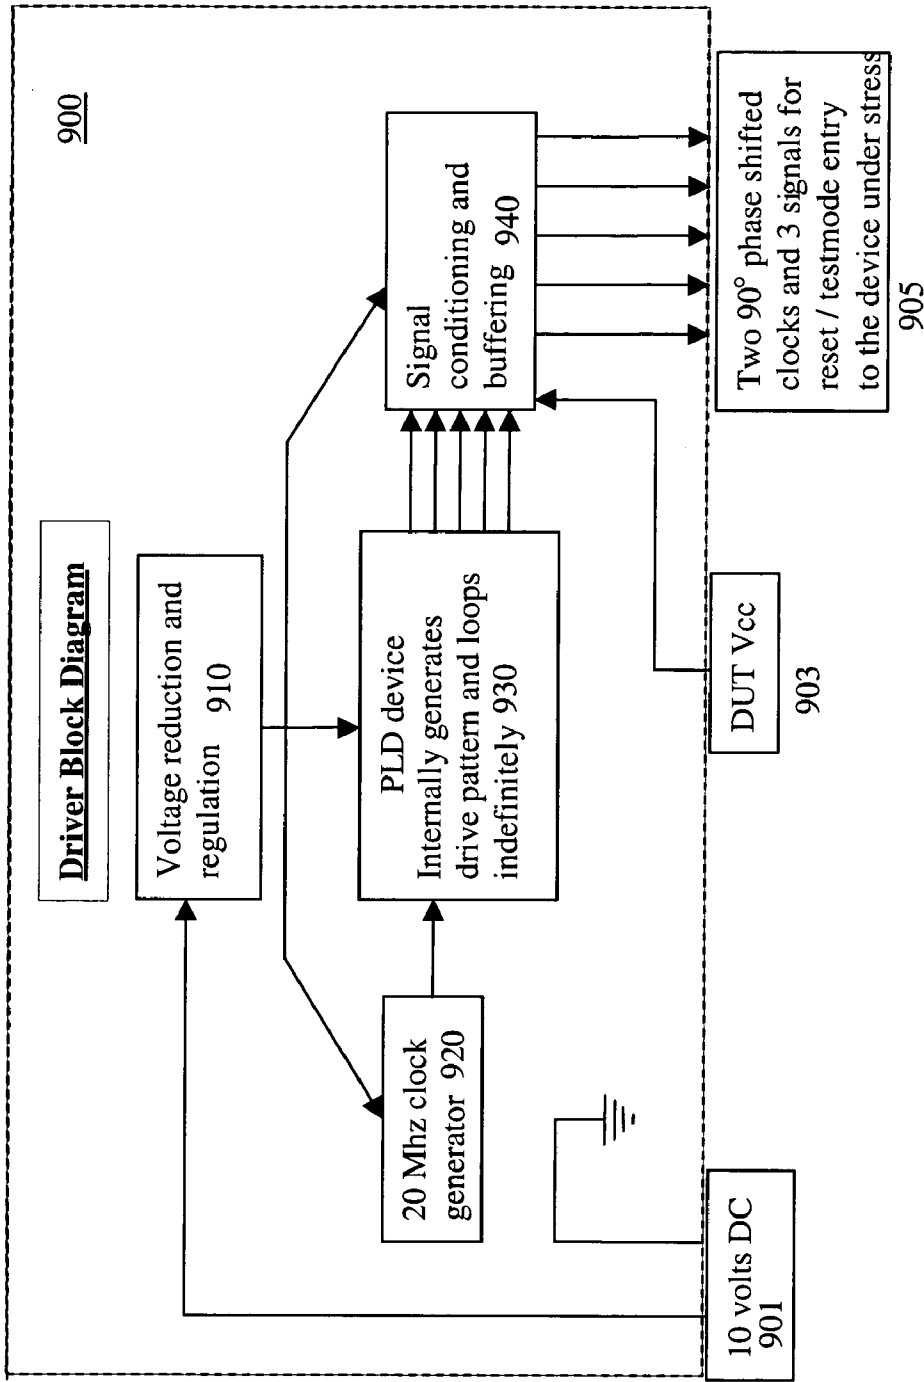 900
Driver Block Diagram
Voltage reduction and
regulation 910
20 Mhz clock
generator 920
PLD device
Internally generates
drive pattern and loops
indefinitely 930
Signal
conditioning and
buffering 940
10 volts DC
901
DUT Vcc
903
Two 90° phase shifted
clocks and 3 signals for
reset / testmode entry
to the device under stress
905